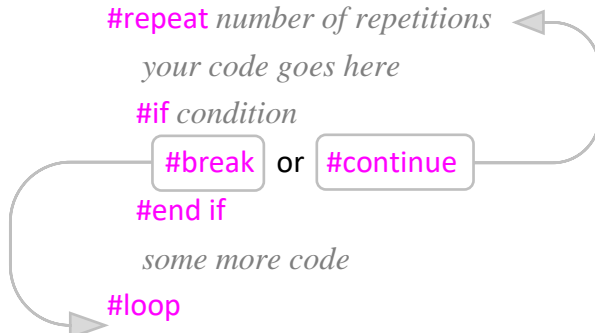 #repeat number of repetitions
your code goes here
#if condition
#break or #continue
#end if
some more code
#loop